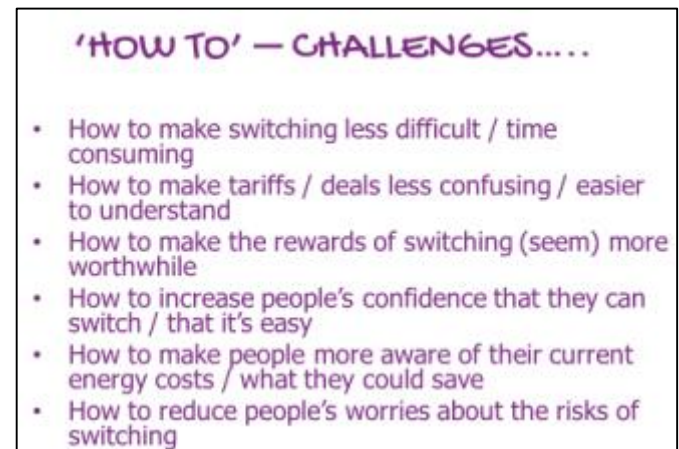 'HOW TO' – CHALLENGES.....
• How to make switching less difficult / time
consuming
• How to make tariffs / deals less confusing / easier
to understand
• How to make the rewards of switching (seem) more
worthwhile
• How to increase people's confidence that they can
switch / that it's easy
• How to make people more aware of their current
energy costs / what they could save
• How to reduce people's worries about the risks of
switching